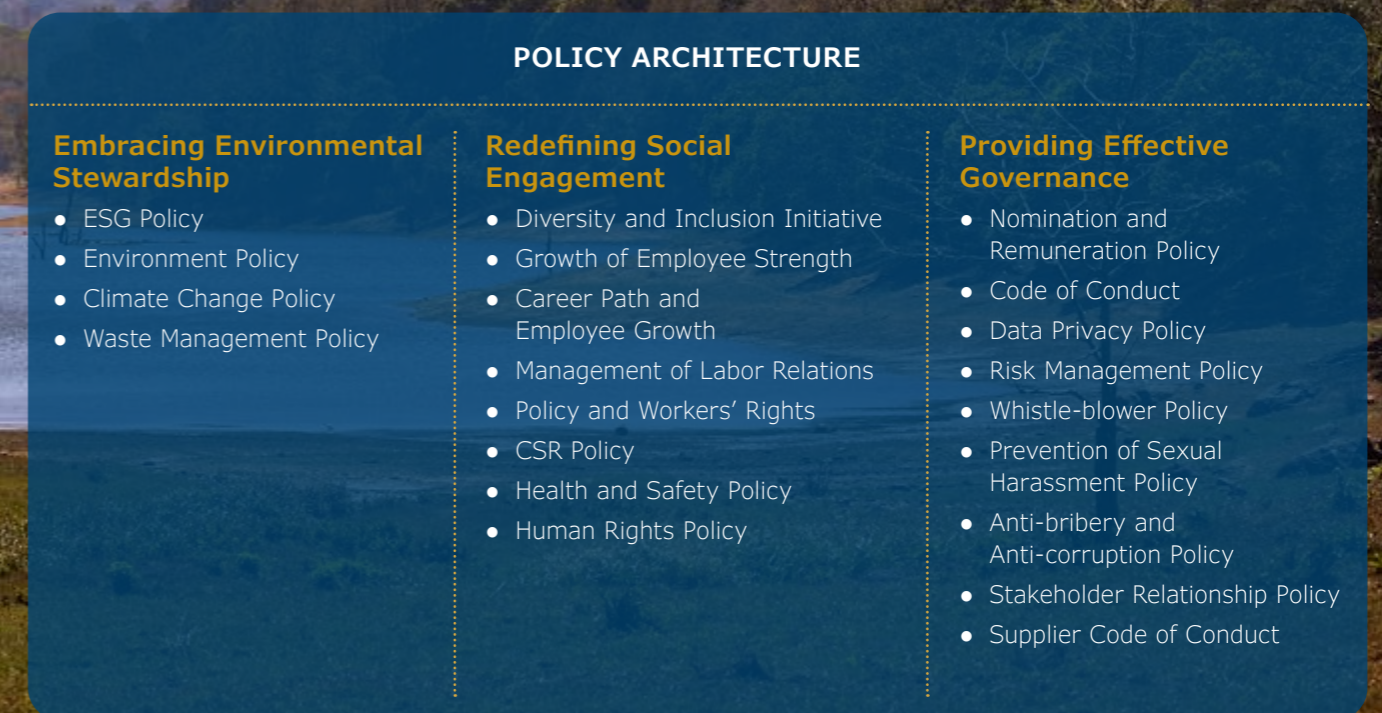 POLICY ARCHITECTURE
Embracing Environmental
Stewardship
● ESG Policy
● Environment Policy
● Climate Change Policy
● Waste Management Policy
Redefining Social
Engagement
● Diversity and Inclusion Initiative
● Growth of Employee Strength
● Career Path and
Employee Growth
● Management of Labor Relations
● Policy and Workers’ Rights
● CSR Policy
● Health and Safety Policy
● Human Rights Policy
Providing Effective
Governance
● Nomination and
Remuneration Policy
● Code of Conduct
● Data Privacy Policy
● Risk Management Policy
● Whistle-blower Policy
● Prevention of Sexual
Harassment Policy
● Anti-bribery and
Anti-corruption Policy
● Stakeholder Relationship Policy
● Supplier Code of Conduct